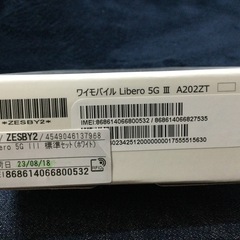 ワイモバイル Libero 5G Ⅲ A202ZT
*ZESBY2*
IMEI:868614066800532 / 868614066827535
/ ZESBY2 / 4549046137968
ero 5G III 標準セット(ホワイト)
23/08/18
868614066800532